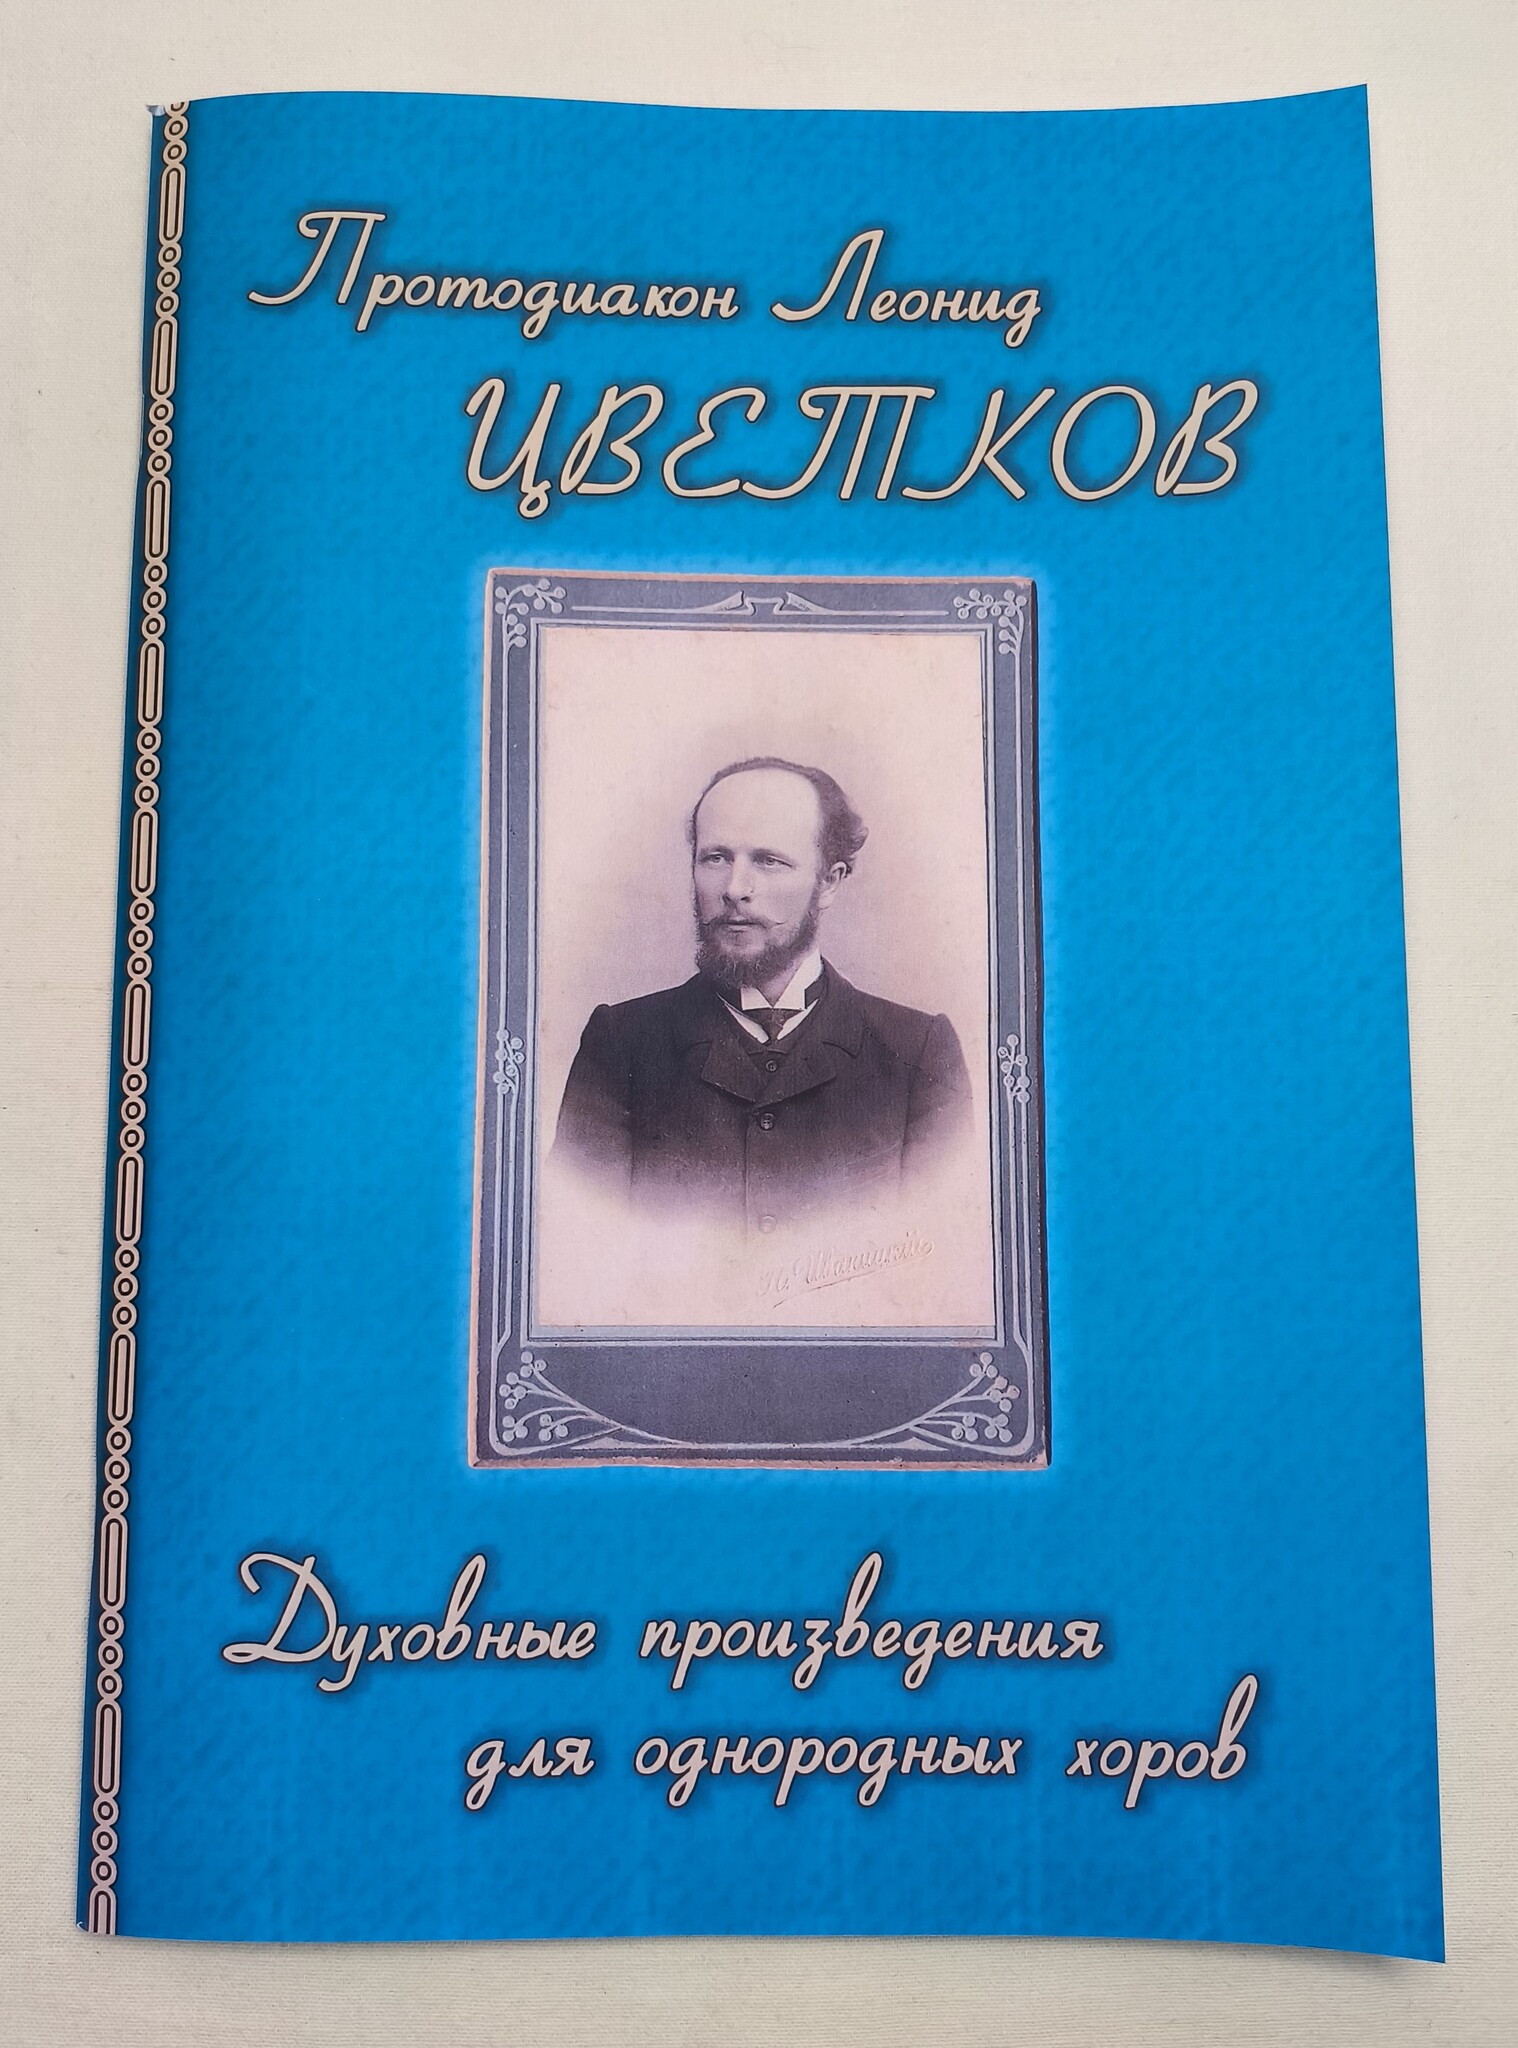 Протодиакон Леонид
ЦВЕТКОВ
Духовные произведения
для однородных хоров